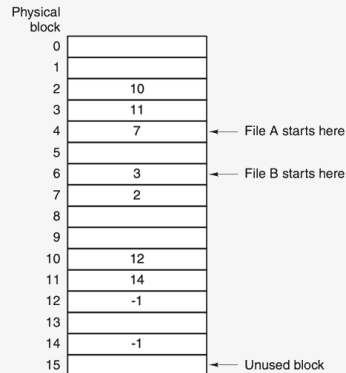 Physical
block
0
1
2 10
3 11
4 7 File A starts here
5
6 3 File B starts here
7 2
8
9
10 12
11 14
12 -1
13
14 -1
15 Unused block